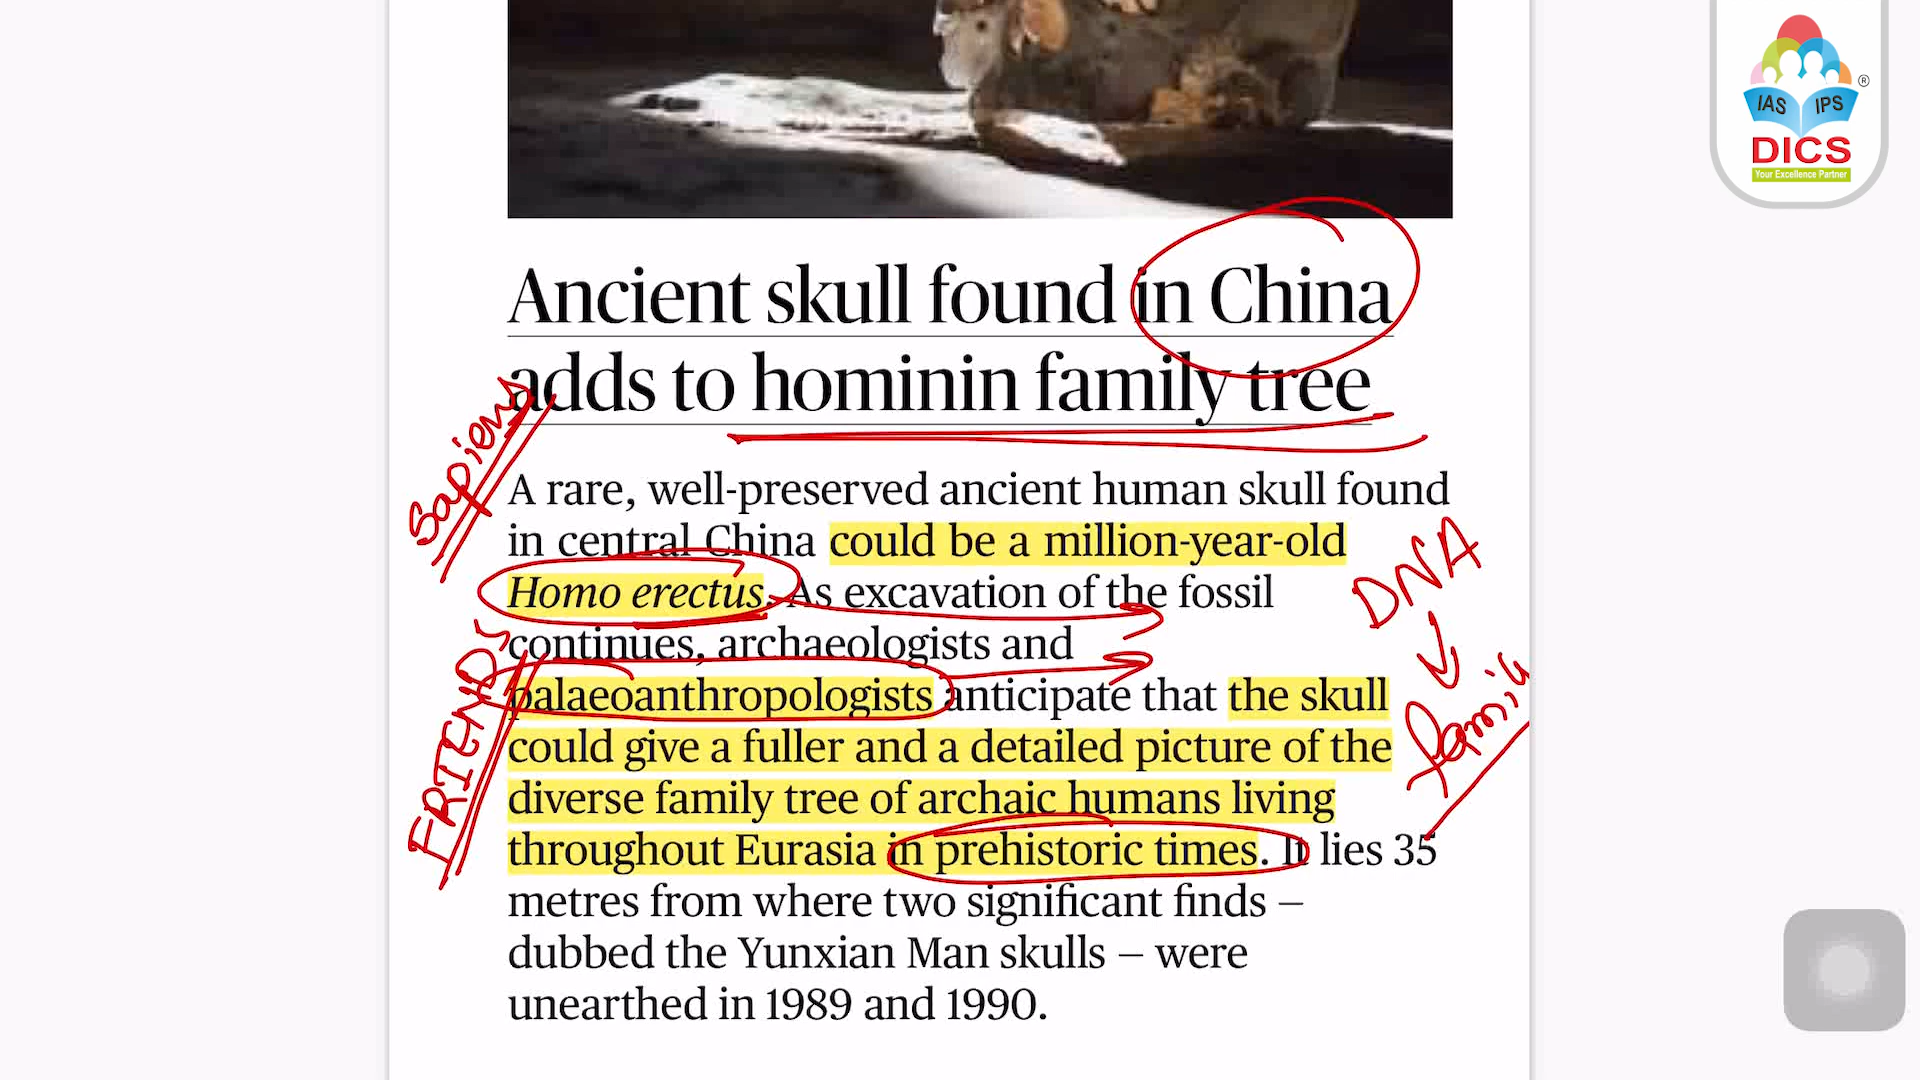 IAS IPS
®
DICS
Your Excellence Partner
Ancient skull found in China
adds to hominin family tree
Sapiens
A rare, well-preserved ancient human skull found
in central China could be a million-year-old
Homo erectus. As excavation of the fossil
continues, archaeologists and
palaeoanthropologists anticipate that the skull
could give a fuller and a detailed picture of the
diverse family tree of archaic humans living
throughout Eurasia in prehistoric times. It lies 35
metres from where two significant finds –
dubbed the Yunxian Man skulls – were
unearthed in 1989 and 1990.
DNA
FRIENDS